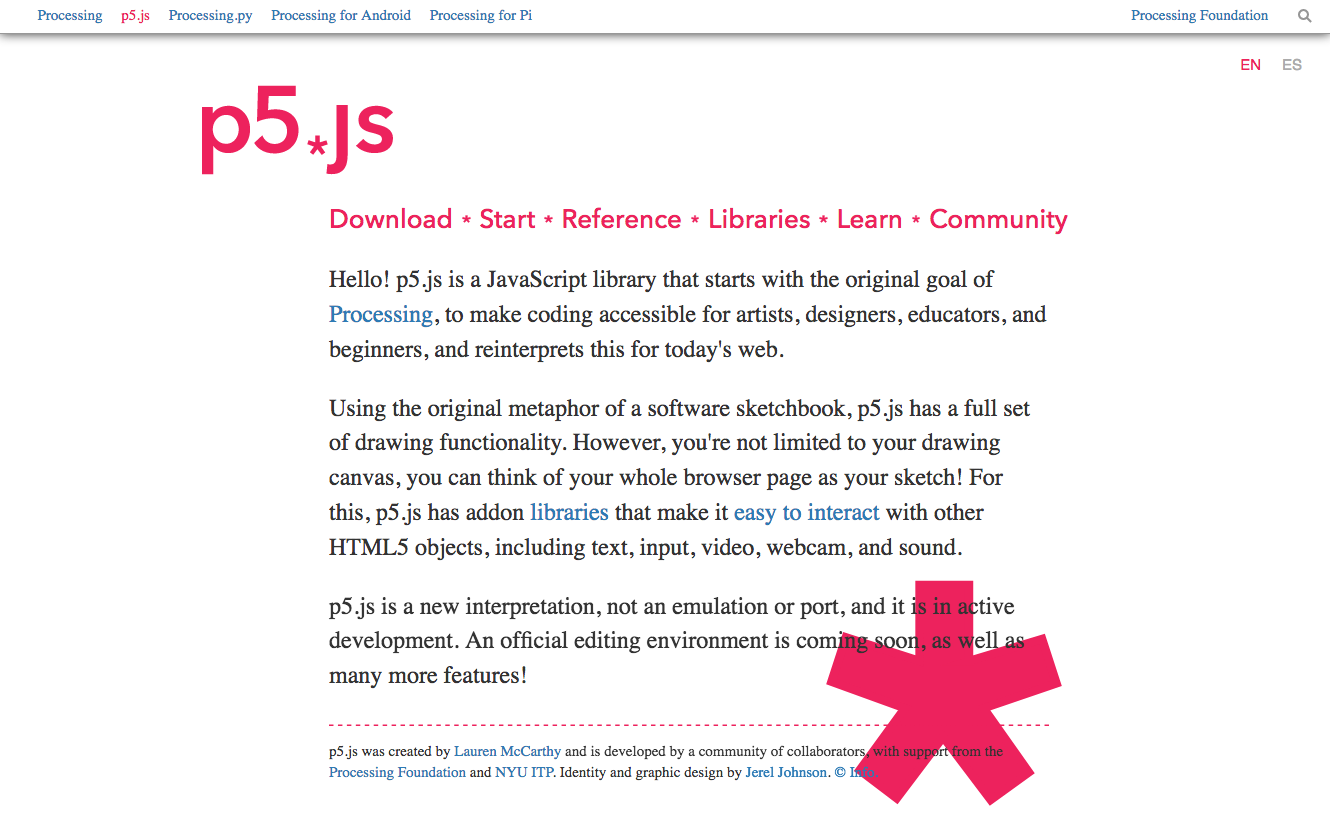 Processing p5.js Processing.py Processing for Android Processing for Pi Processing Foundation
EN ES
p5*js
Download * Start * Reference * Libraries * Learn * Community
Hello! p5.js is a JavaScript library that starts with the original goal of
Processing, to make coding accessible for artists, designers, educators, and
beginners, and reinterprets this for today's web.
Using the original metaphor of a software sketchbook, p5.js has a full set
of drawing functionality. However, you're not limited to your drawing
canvas, you can think of your whole browser page as your sketch! For
this, p5.js has addon libraries that make it easy to interact with other
HTML5 objects, including text, input, video, webcam, and sound.
p5.js is a new interpretation, not an emulation or port, and it is in active
development. An official editing environment is coming soon, as well as
many more features!
p5.js was created by Lauren McCarthy and is developed by a community of collaborators, with support from the
Processing Foundation and NYU ITP. Identity and graphic design by Jerel Johnson. © Info.